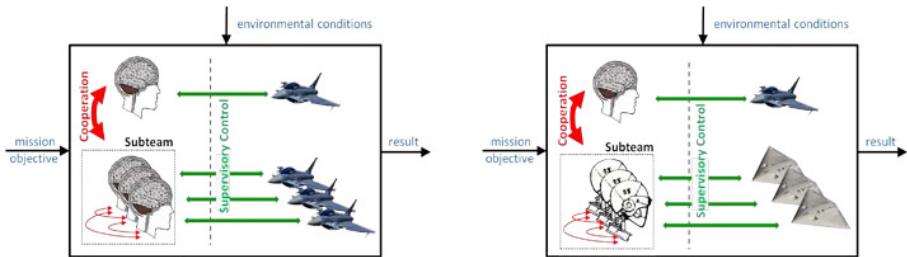 environmental conditions
Cooperation
mission
objective
Subteam
Supervisory Control
result
environmental conditions
Cooperation
mission
objective
Subteam
Supervisory Control
result